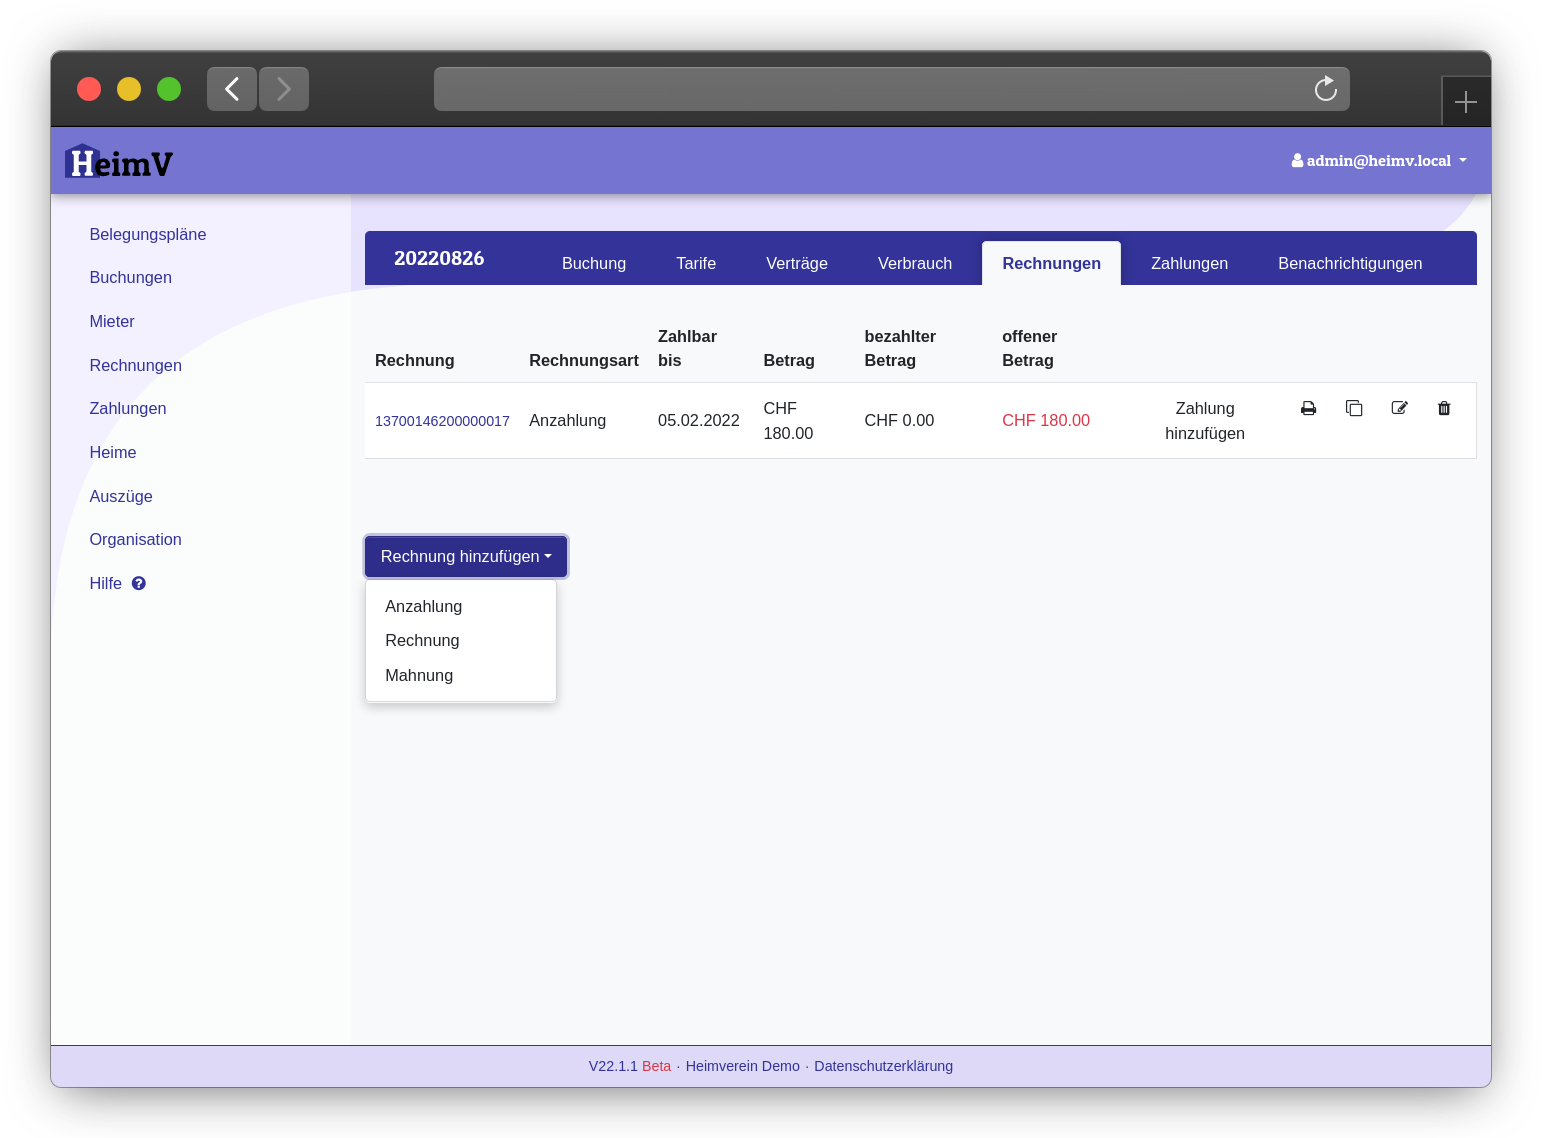 HeimV
admin@heimv.local
Belegungspläne
Buchungen
Mieter
Rechnungen
Zahlungen
Heime
Auszüge
Organisation
Hilfe
20220826 Buchung Tarife Verträge Verbrauch Rechnungen Zahlungen Benachrichtigungen
Rechnung Rechnungsart Zahlbar bis Betrag bezahlter Betrag offener Betrag
13700146200000017 Anzahlung 05.02.2022 CHF 180.00 CHF 0.00 CHF 180.00 Zahlung hinzufügen
Rechnung hinzufügen
Anzahlung
Rechnung
Mahnung
V22.1.1 Beta · Heimverein Demo · Datenschutzerklärung